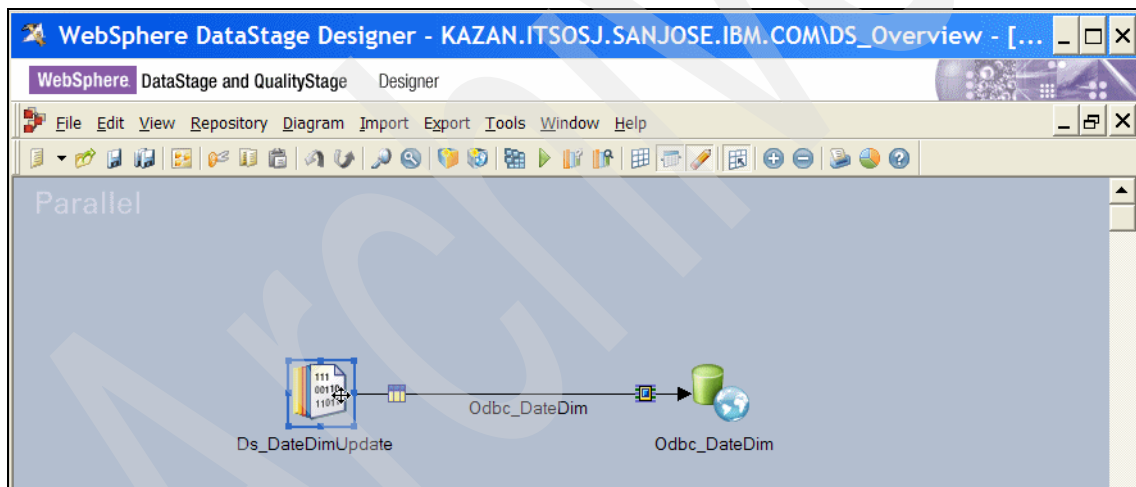 WebSphere DataStage Designer - KAZAN.ITSOSJ.SANJOSE.IBM.COM\DS_Overview - [...
WebSphere. DataStage and QualityStage Designer
File Edit View Repository Diagram Import Export Tools Window Help
Parallel
111
Odbc_DateDim
Ds_DateDimUpdate
Odbc_DateDim